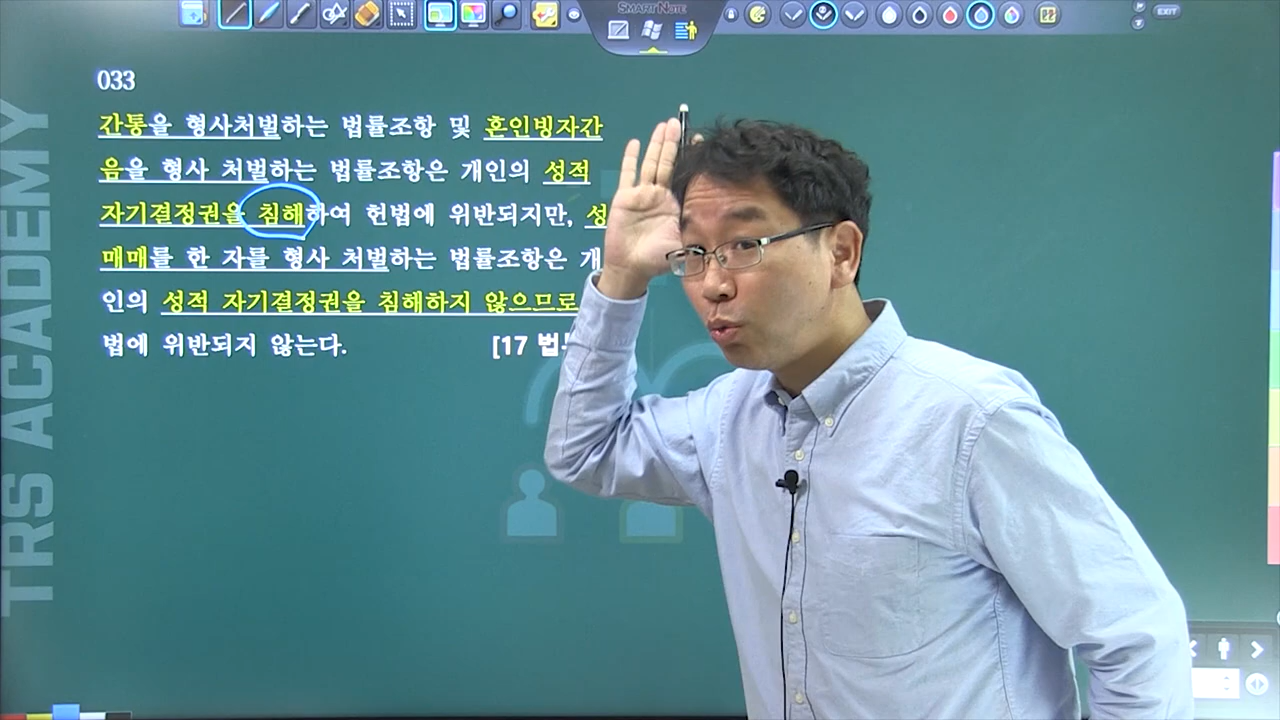 SMARTNOTE
EXIT
TRS ACADEMY
033
간통을 형사처벌하는 법률조항 및 혼인빙자간
음을 형사 처벌하는 법률조항은 개인의 성적
자기결정권을 침해하여 헌법에 위반되지만, 성
매매를 한 자를 형사 처벌하는 법률조항은 개
인의 성적 자기결정권을 침해하지 않으므로
법에 위반되지 않는다. [17 법